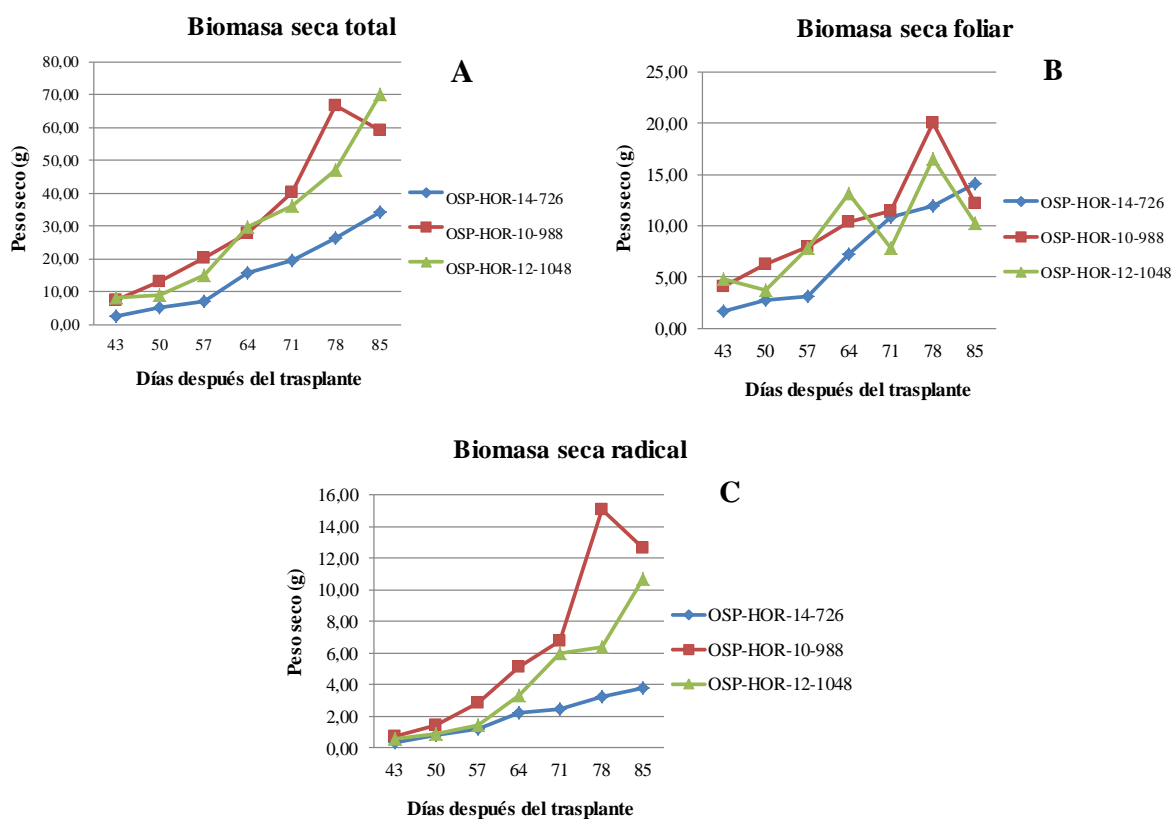 Biomasa seca total
A
Peso seco (g)
80,00
70,00
60,00
50,00
40,00
30,00
20,00
10,00
0,00
43 50 57 64 71 78 85
Días después del trasplante
OSP-HOR-14-726
OSP-HOR-10-988
OSP-HOR-12-1048
Biomasa seca foliar
B
Peso seco (g)
25,00
20,00
15,00
10,00
5,00
0,00
43 50 57 64 71 78 85
Días después del trasplante
OSP-HOR-14-726
OSP-HOR-10-988
OSP-HOR-12-1048
Biomasa seca radical
C
Peso seco (g)
16,00
14,00
12,00
10,00
8,00
6,00
4,00
2,00
0,00
43 50 57 64 71 78 85
Días después del trasplante
OSP-HOR-14-726
OSP-HOR-10-988
OSP-HOR-12-1048